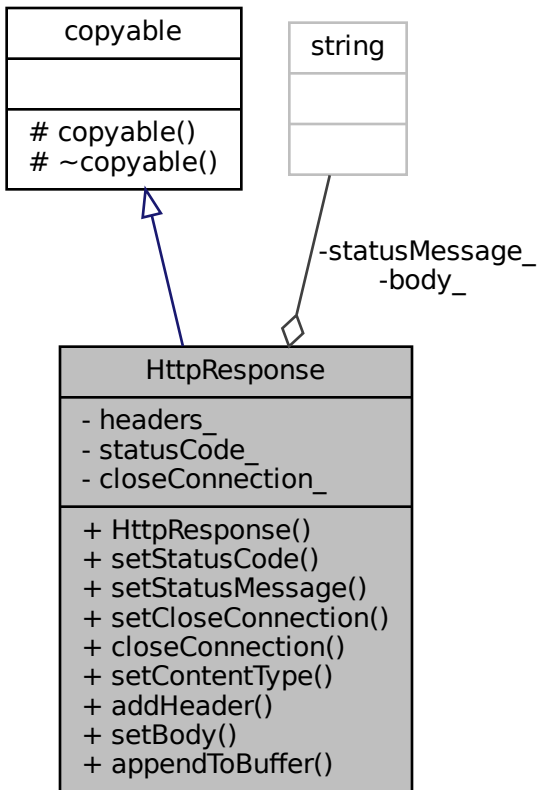 copyable
# copyable()
# ~copyable()
string
-statusMessage_
-body_
HttpResponse
- headers_
- statusCode_
- closeConnection_
+ HttpResponse()
+ setStatusCode()
+ setStatusMessage()
+ setCloseConnection()
+ closeConnection()
+ setContentType()
+ addHeader()
+ setBody()
+ appendToBuffer()